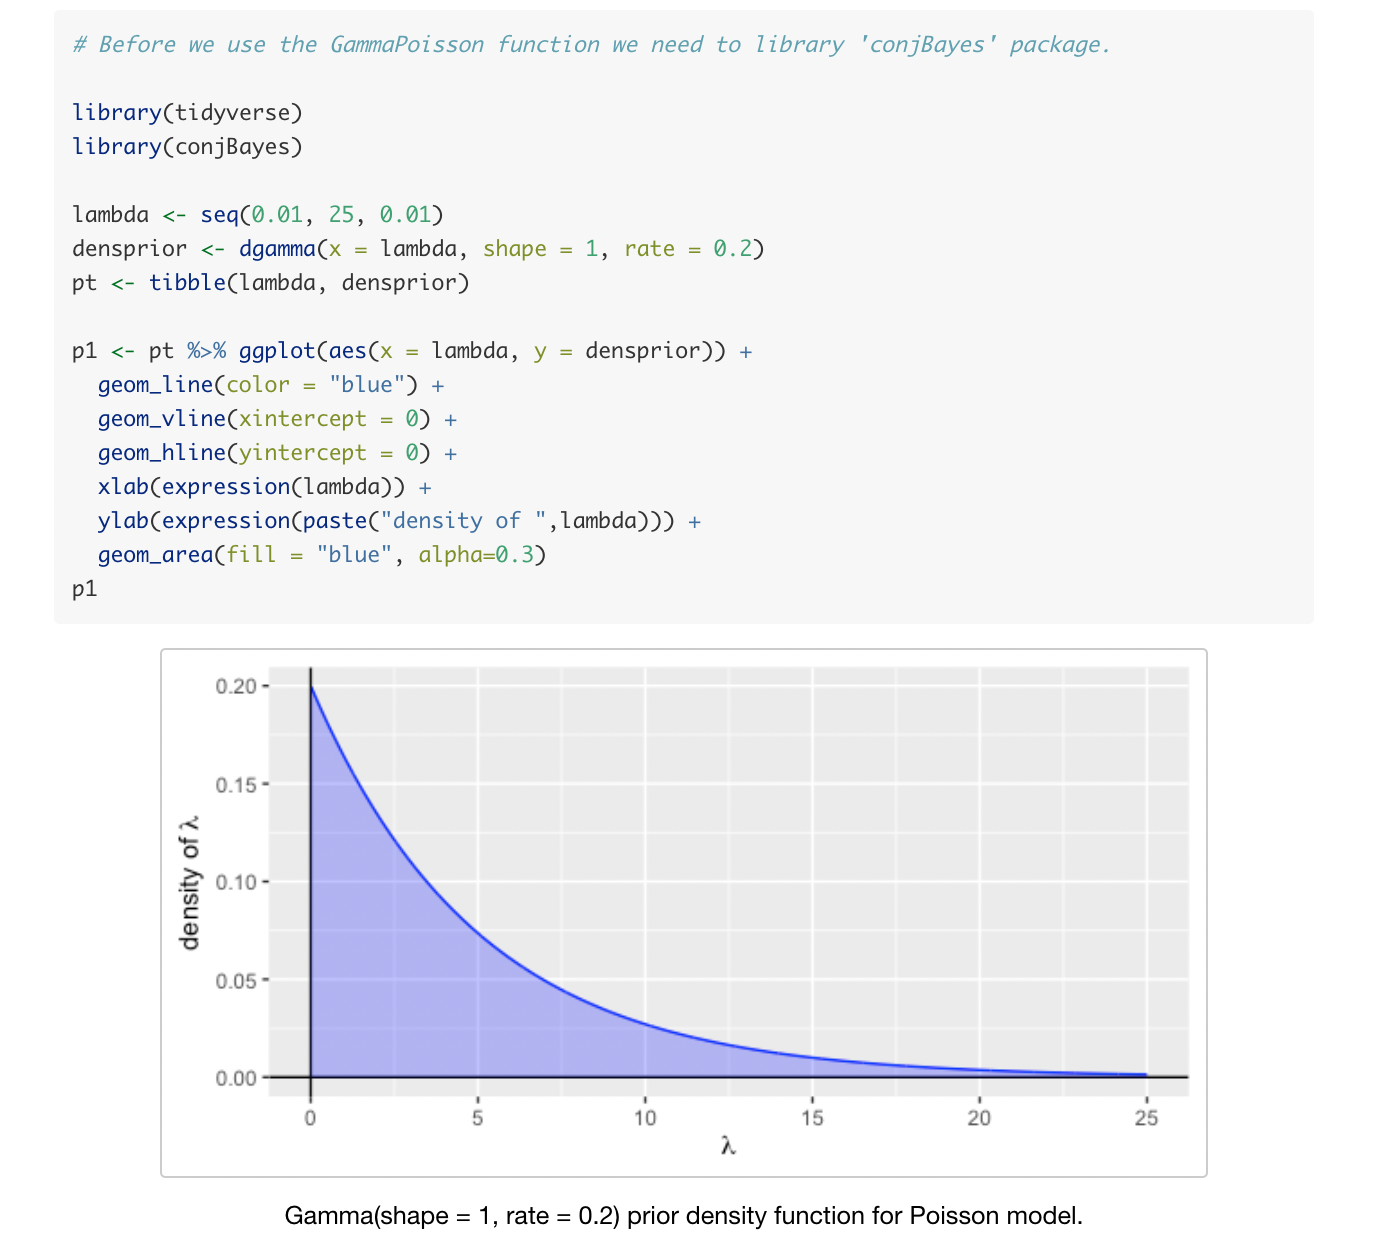 # Before we use the GammaPoisson function we need to library 'conjBayes' package.
library(tidyverse)
library(conjBayes)
lambda <- seq(0.01, 25, 0.01)
densprior <- dgamma(x = lambda, shape = 1, rate = 0.2)
pt <- tibble(lambda, densprior)
p1 <- pt %>% ggplot(aes(x = lambda, y = densprior)) +
  geom_line(color = "blue") +
  geom_vline(xintercept = 0) +
  geom_hline(yintercept = 0) +
  xlab(expression(lambda)) +
  ylab(expression(paste("density of ",lambda))) +
  geom_area(fill = "blue", alpha=0.3)
p1
density of λ
0.20
0.15
0.10
0.05
0.00
0 5 10 15 20 25
λ
Gamma(shape = 1, rate = 0.2) prior density function for Poisson model.